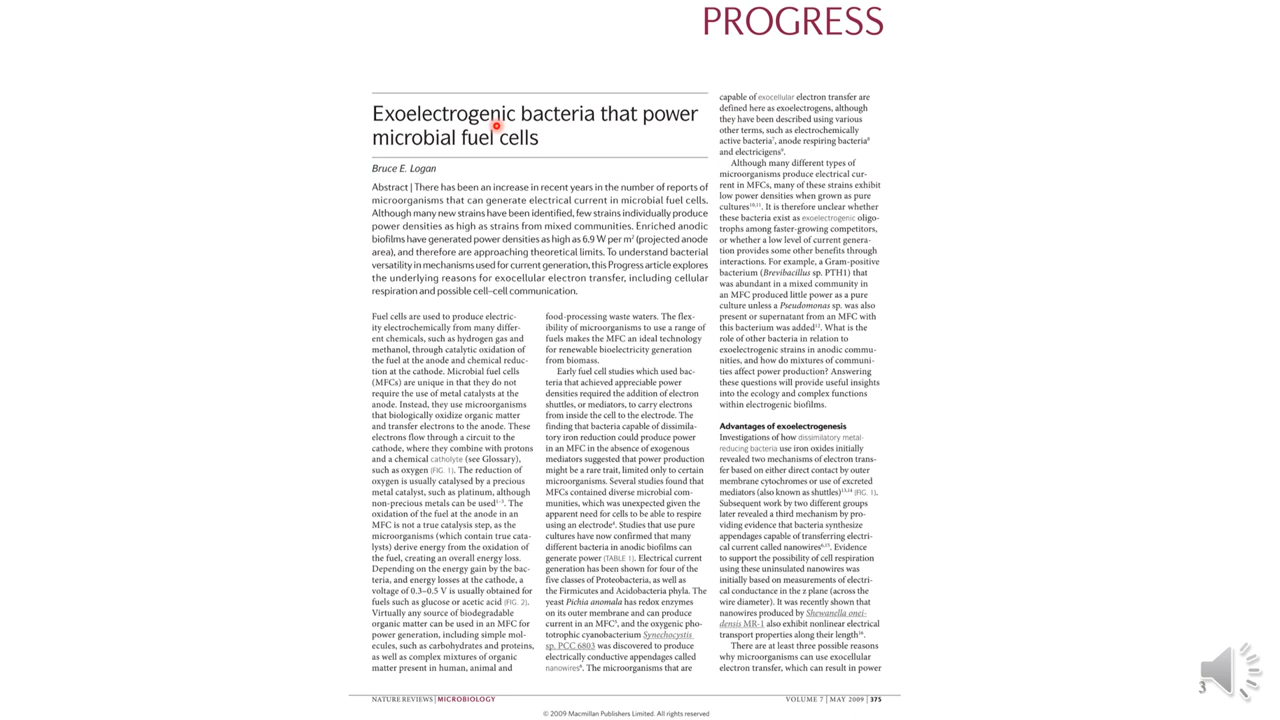 PROGRESS
Exoelectrogenic bacteria that power
microbial fuel cells
Bruce E. Logan
Abstract | There has been an increase in recent years in the number of reports of
microorganisms that can generate electrical current in microbial fuel cells.
Although many new strains have been identified, few strains individually produce
power densities as high as strains from mixed communities. Enriched anodic
biofilms have generated power densities as high as 6.9 W per m² (projected anode
area), and therefore are approaching theoretical limits. To understand bacterial
versatility in mechanisms used for current generation, this Progress article explores
the underlying reasons for exocellular electron transfer, including cellular
respiration and possible cell–cell communication.
Fuel cells are used to produce electric-
ity electrochemically from many differ-
ent chemicals, such as hydrogen gas and
methanol, through catalytic oxidation of
the fuel at the anode and chemical reduc-
tion at the cathode. Microbial fuel cells
(MFCs) are unique in that they do not
require the use of metal catalysts at the
anode. Instead, they use microorganisms
that biologically oxidize organic matter
and transfer electrons to the anode. These
electrons flow through a circuit to the
cathode, where they combine with protons
and a chemical catholyte (see Glossary),
such as oxygen (FIG. 1). The reduction of
oxygen is usually catalysed by a precious
metal catalyst, such as platinum, although
non-precious metals can be used¹⁻³. The
oxidation of the fuel at the anode in an
MFC is not a true catalysis step, as the
microorganisms (which contain true cata-
lysts) derive energy from the oxidation of
the fuel, creating an overall energy loss.
Depending on the energy gain by the bac-
teria, and energy losses at the cathode, a
voltage of 0.3–0.5 V is usually obtained for
fuels such as glucose or acetic acid (FIG. 2).
Virtually any source of biodegradable
organic matter can be used in an MFC for
power generation, including simple mol-
ecules, such as carbohydrates and proteins,
as well as complex mixtures of organic
matter present in human, animal and
food-processing waste waters. The flex-
ibility of microorganisms to use a range of
fuels makes the MFC an ideal technology
for renewable bioelectricity generation
from biomass.
Early fuel cell studies which used bac-
teria that achieved appreciable power
densities required the addition of electron
shuttles, or mediators, to carry electrons
from inside the cell to the electrode. The
finding that bacteria capable of dissimila-
tory iron reduction could produce power
in an MFC in the absence of exogenous
mediators suggested that power production
might be a rare trait, limited only to certain
microorganisms. Several studies found that
MFCs contained diverse microbial com-
munities, which was unexpected given the
apparent need for cells to be able to respire
using an electrode⁴. Studies that use pure
cultures have now confirmed that many
different bacteria in anodic biofilms can
generate power (TABLE 1). Electrical current
generation has been shown for four of the
five classes of Proteobacteria, as well as
the Firmicutes and Acidobacteria phyla. The
yeast Pichia anomala has redox enzymes
on its outer membrane and can produce
current in an MFC⁵, and the oxygenic pho-
totrophic cyanobacterium Synechocystis
sp. PCC 6803 was discovered to produce
electrically conductive appendages called
nanowires⁶. The microorganisms that are
capable of exocellular electron transfer are
defined here as exoelectrogens, although
they have been described using various
other terms, such as electrochemically
active bacteria⁷, anode respiring bacteria⁸
and electricigens⁹.
Although many different types of
microorganisms produce electrical cur-
rent in MFCs, many of these strains exhibit
low power densities when grown as pure
cultures¹⁰,¹¹. It is therefore unclear whether
these bacteria exist as exoelectrogenic oligo-
trophs among faster-growing competitors,
or whether a low level of current genera-
tion provides some other benefits through
interactions. For example, a Gram-positive
bacterium (Brevibacillus sp. PTH1) that
was abundant in a mixed community in
an MFC produced little power as a pure
culture unless a Pseudomonas sp. was also
present or supernatant from an MFC with
this bacterium was added¹². What is the
role of other bacteria in relation to
exoelectrogenic strains in anodic commu-
nities, and how do mixtures of communi-
ties affect power production? Answering
these questions will provide useful insights
into the ecology and complex functions
within electrogenic biofilms.
Advantages of exoelectrogenesis
Investigations of how dissimilatory metal-
reducing bacteria use iron oxides initially
revealed two mechanisms of electron trans-
fer based on either direct contact by outer
membrane cytochromes or use of excreted
mediators (also known as shuttles)¹³,¹⁴ (FIG. 1).
Subsequent work by two different groups
later revealed a third mechanism by pro-
viding evidence that bacteria synthesize
appendages capable of transferring electri-
cal current called nanowires⁶,¹⁵. Evidence
to support the possibility of cell respiration
using these uninsulated nanowires was
initially based on measurements of electri-
cal conductance in the z plane (across the
wire diameter). It was recently shown that
nanowires produced by Shewanella onei-
densis MR-1 also exhibit nonlinear electrical
transport properties along their length¹⁶.
There are at least three possible reasons
why microorganisms can use exocellular
electron transfer, which can result in power
NATURE REVIEWS | MICROBIOLOGY
VOLUME 7 | MAY 2009 | 375
© 2009 Macmillan Publishers Limited. All rights reserved
3